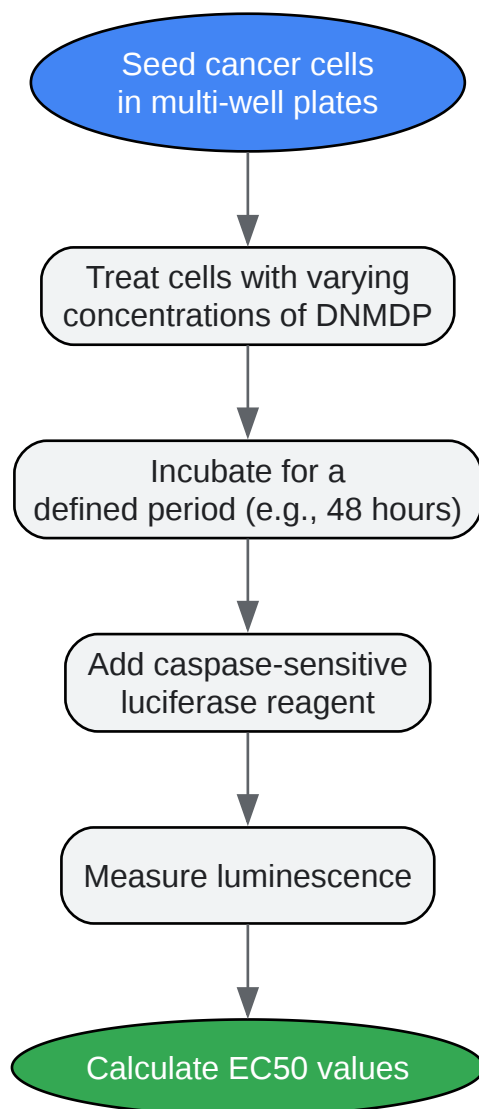 Seed cancer cells
in multi-well plates
Treat cells with varying
concentrations of DNMDP
Incubate for a
defined period (e.g., 48 hours)
Add caspase-sensitive
luciferase reagent
Measure luminescence
Calculate EC50 values